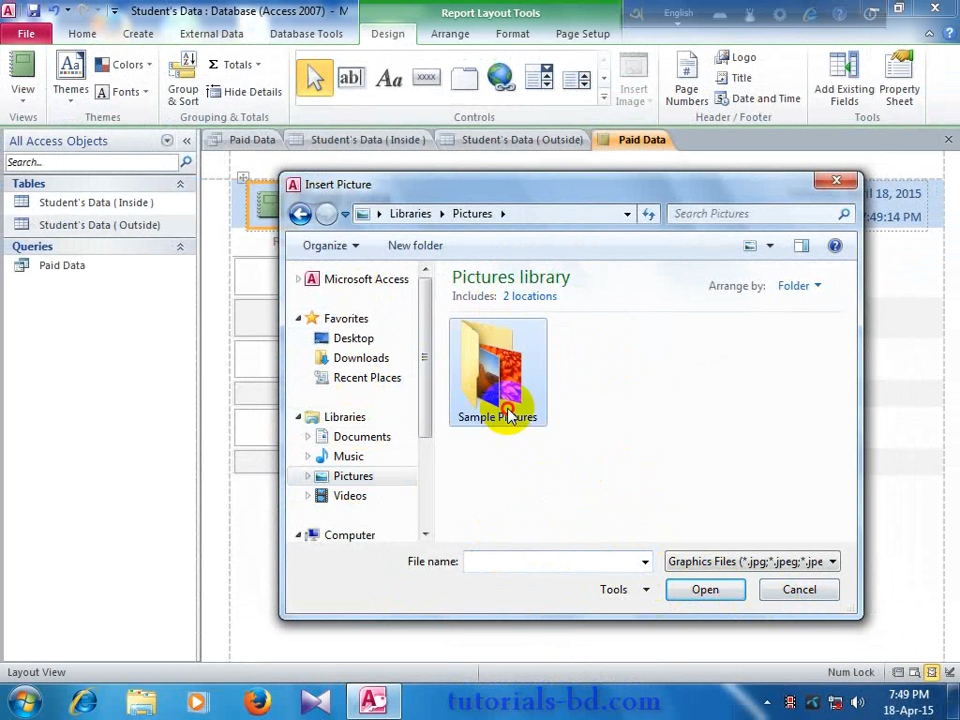 Student's Data : Database (Access 2007) - M
Report Layout Tools
English
File
Home
Create
External Data
Database Tools
Design
Arrange
Format
Page Setup
View
Themes
Colors
Fonts
Group
& Sort
Totals
Hide Details
ab|
Aa
xxxx
Insert
Image
Page
Numbers
Logo
Title
Date and Time
Add Existing
Fields
Property
Sheet
Views
Themes
Grouping & Totals
Controls
Header / Footer
Tools
All Access Objects
Paid Data
Student's Data ( Inside )
Student's Data ( Outside)
Paid Data
Search...
Tables
Student's Data ( Inside )
Student's Data ( Outside)
Queries
Paid Data
Insert Picture
il 18, 2015
:49:14 PM
Libraries
Pictures
Search Pictures
Organize
New folder
Microsoft Access
Favorites
Desktop
Downloads
Recent Places
Libraries
Documents
Music
Pictures
Videos
Computer
Pictures library
Includes: 2 locations
Arrange by: Folder
Sample Pictures
File name:
Graphics Files (*.jpg;*.jpeg;*.jpe
Tools
Open
Cancel
Layout View
Num Lock
tutorials-bd.com
7:49 PM
18-Apr-15